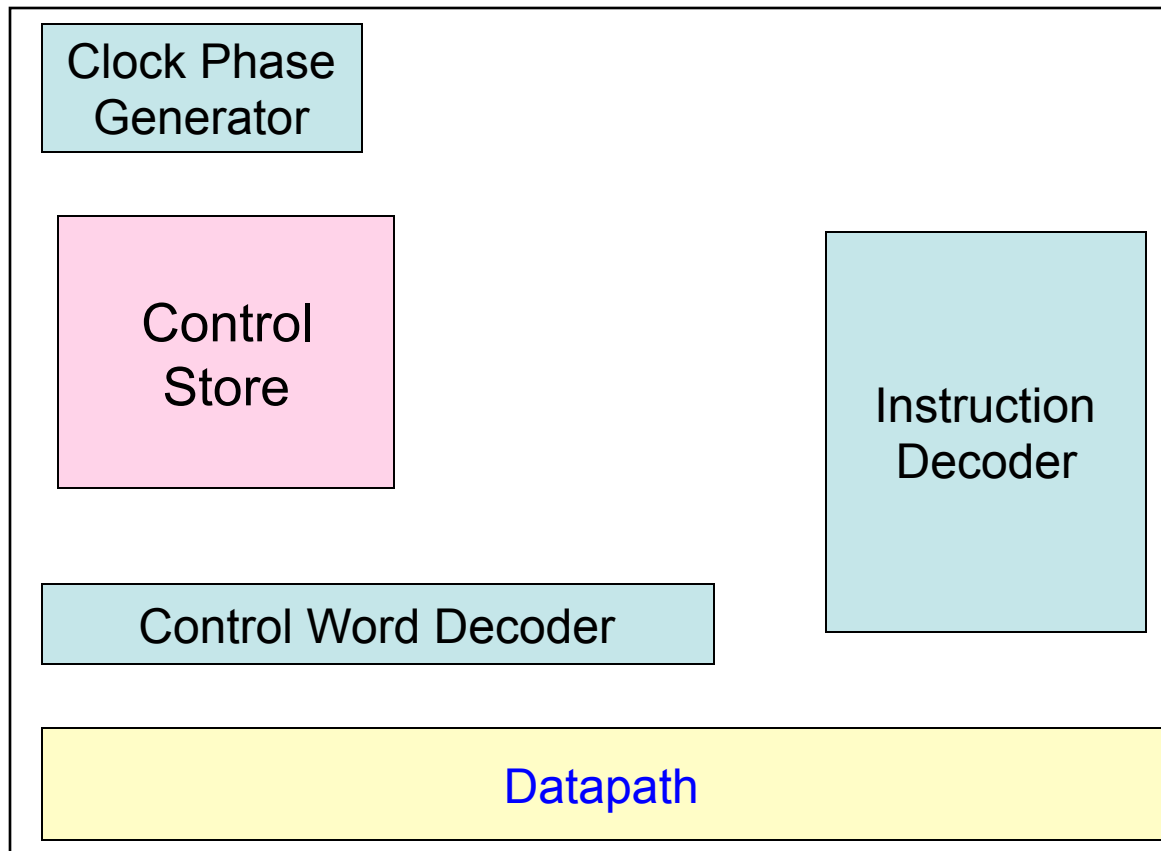 Clock Phase
Generator
Control
Store
Instruction
Decoder
Control Word Decoder
Datapath